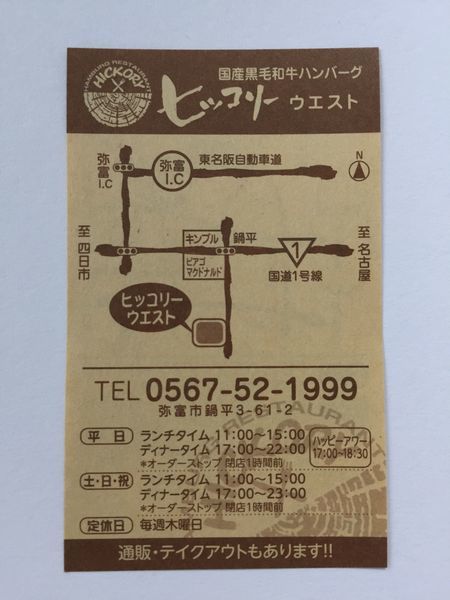 HAMBURG RESTAURANT
HICKORY
国産黒毛和牛ハンバーグ
ヒッコリー ウエスト
弥富I.C
弥富I.C
東名阪自動車道
N
至四日市
キンブル
鍋平
ピアゴ
マクドナルド
1
国道1号線
至名古屋
ヒッコリー
ウエスト
TEL 0567-52-1999
弥富市鍋平3-61-2
平日 ランチタイム 11:00〜15:00
ディナータイム 17:00〜22:00
*オーダーストップ 閉店1時間前
ハッピーアワー
17:00〜18:30
土・日・祝 ランチタイム 11:00〜15:00
ディナータイム 17:00〜23:00
*オーダーストップ 閉店1時間前
定休日 毎週木曜日
通販・テイクアウトもあります!!